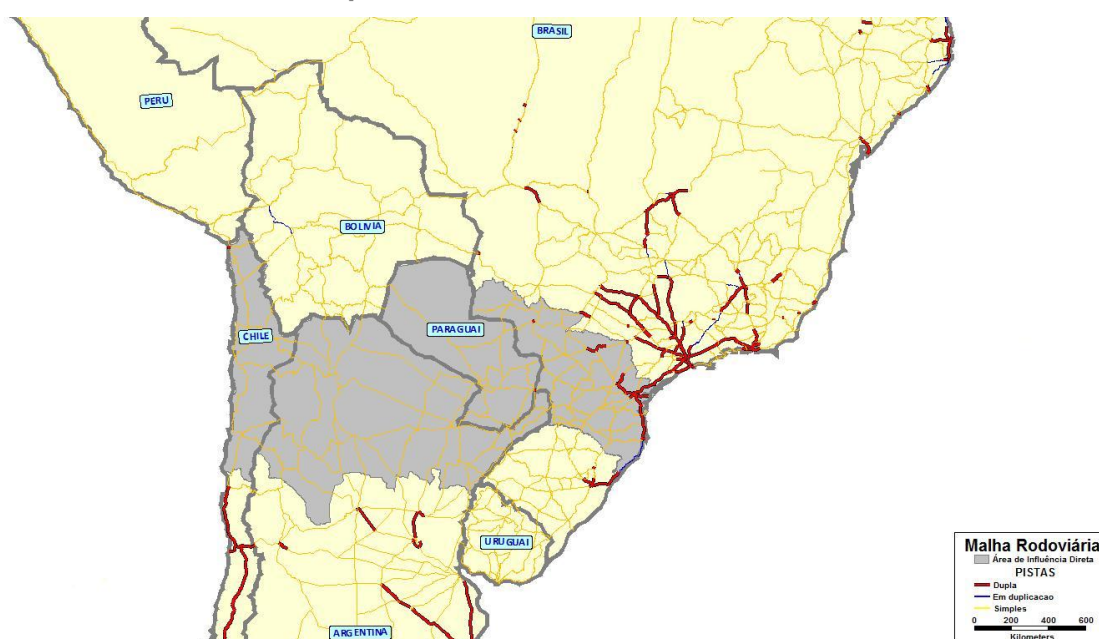 BRASIL
PERU
BOLIVIA
CHILE
PARAGUAI
URUGUAI
ARGENTINA
Malha Rodoviária
Área de Influência Direta
PISTAS
Dupla
Em duplicacao
Simples
0 200 400 600
Kilometers